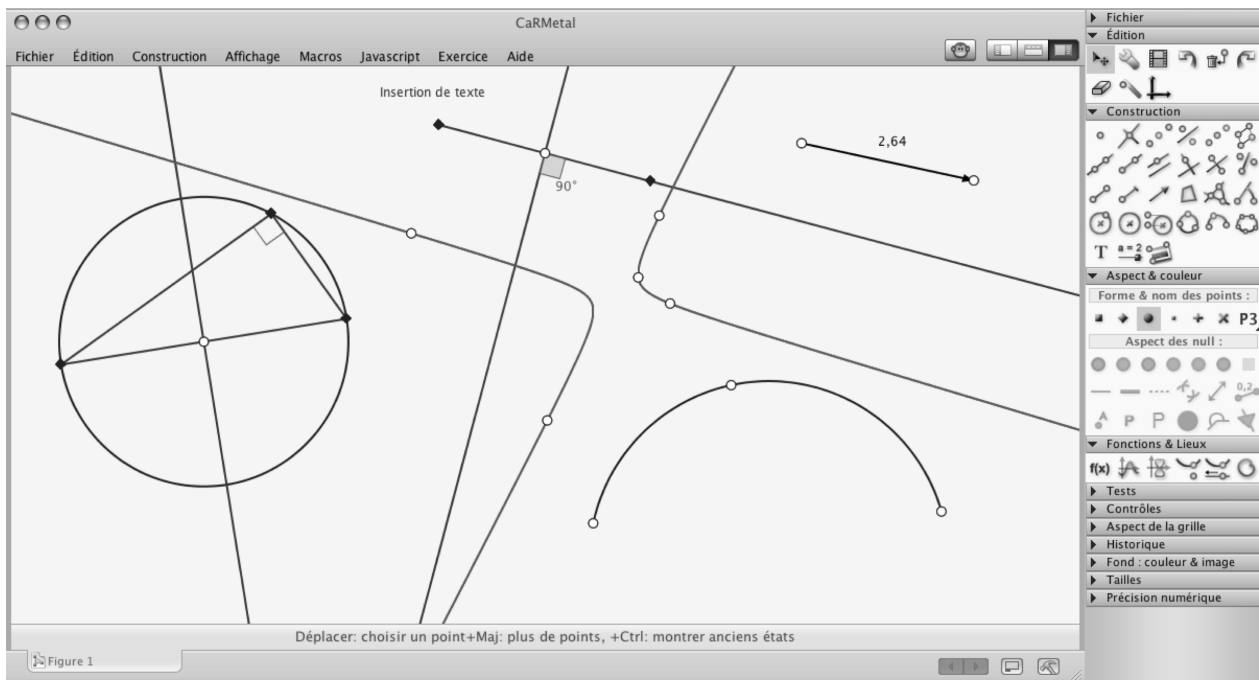 CaRMetal
Fichier Édition Construction Affichage Macros Javascript Exercice Aide
Insertion de texte
90°
2,64
Déplacer: choisir un point+Maj: plus de points, +Ctrl: montrer anciens états
Figure 1
Fichier
Édition
Construction
T a=2
Aspect & couleur
Forme & nom des points :
P3
Aspect des null :
0,2
A P P
Fonctions & Lieux
f(x)
Tests
Contrôles
Aspect de la grille
Historique
Fond : couleur & image
Tailles
Précision numérique